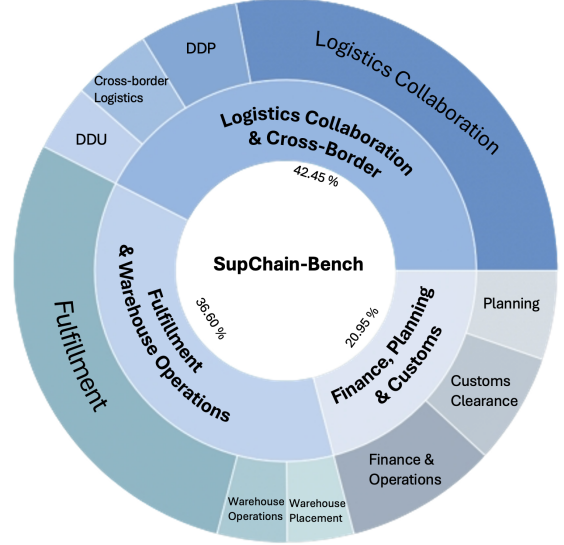 Logistics Collaboration
DDP
Cross-border
Logistics
DDU
Logistics Collaboration
& Cross-Border
42.45 %
SupChain-Bench
Fulfillment
& Warehouse Operations
36.60 %
20.95 %
Finance, Planning
& Customs
Planning
Customs
Clearance
Finance &
Operations
Fulfillment
Warehouse
Operations
Warehouse
Placement